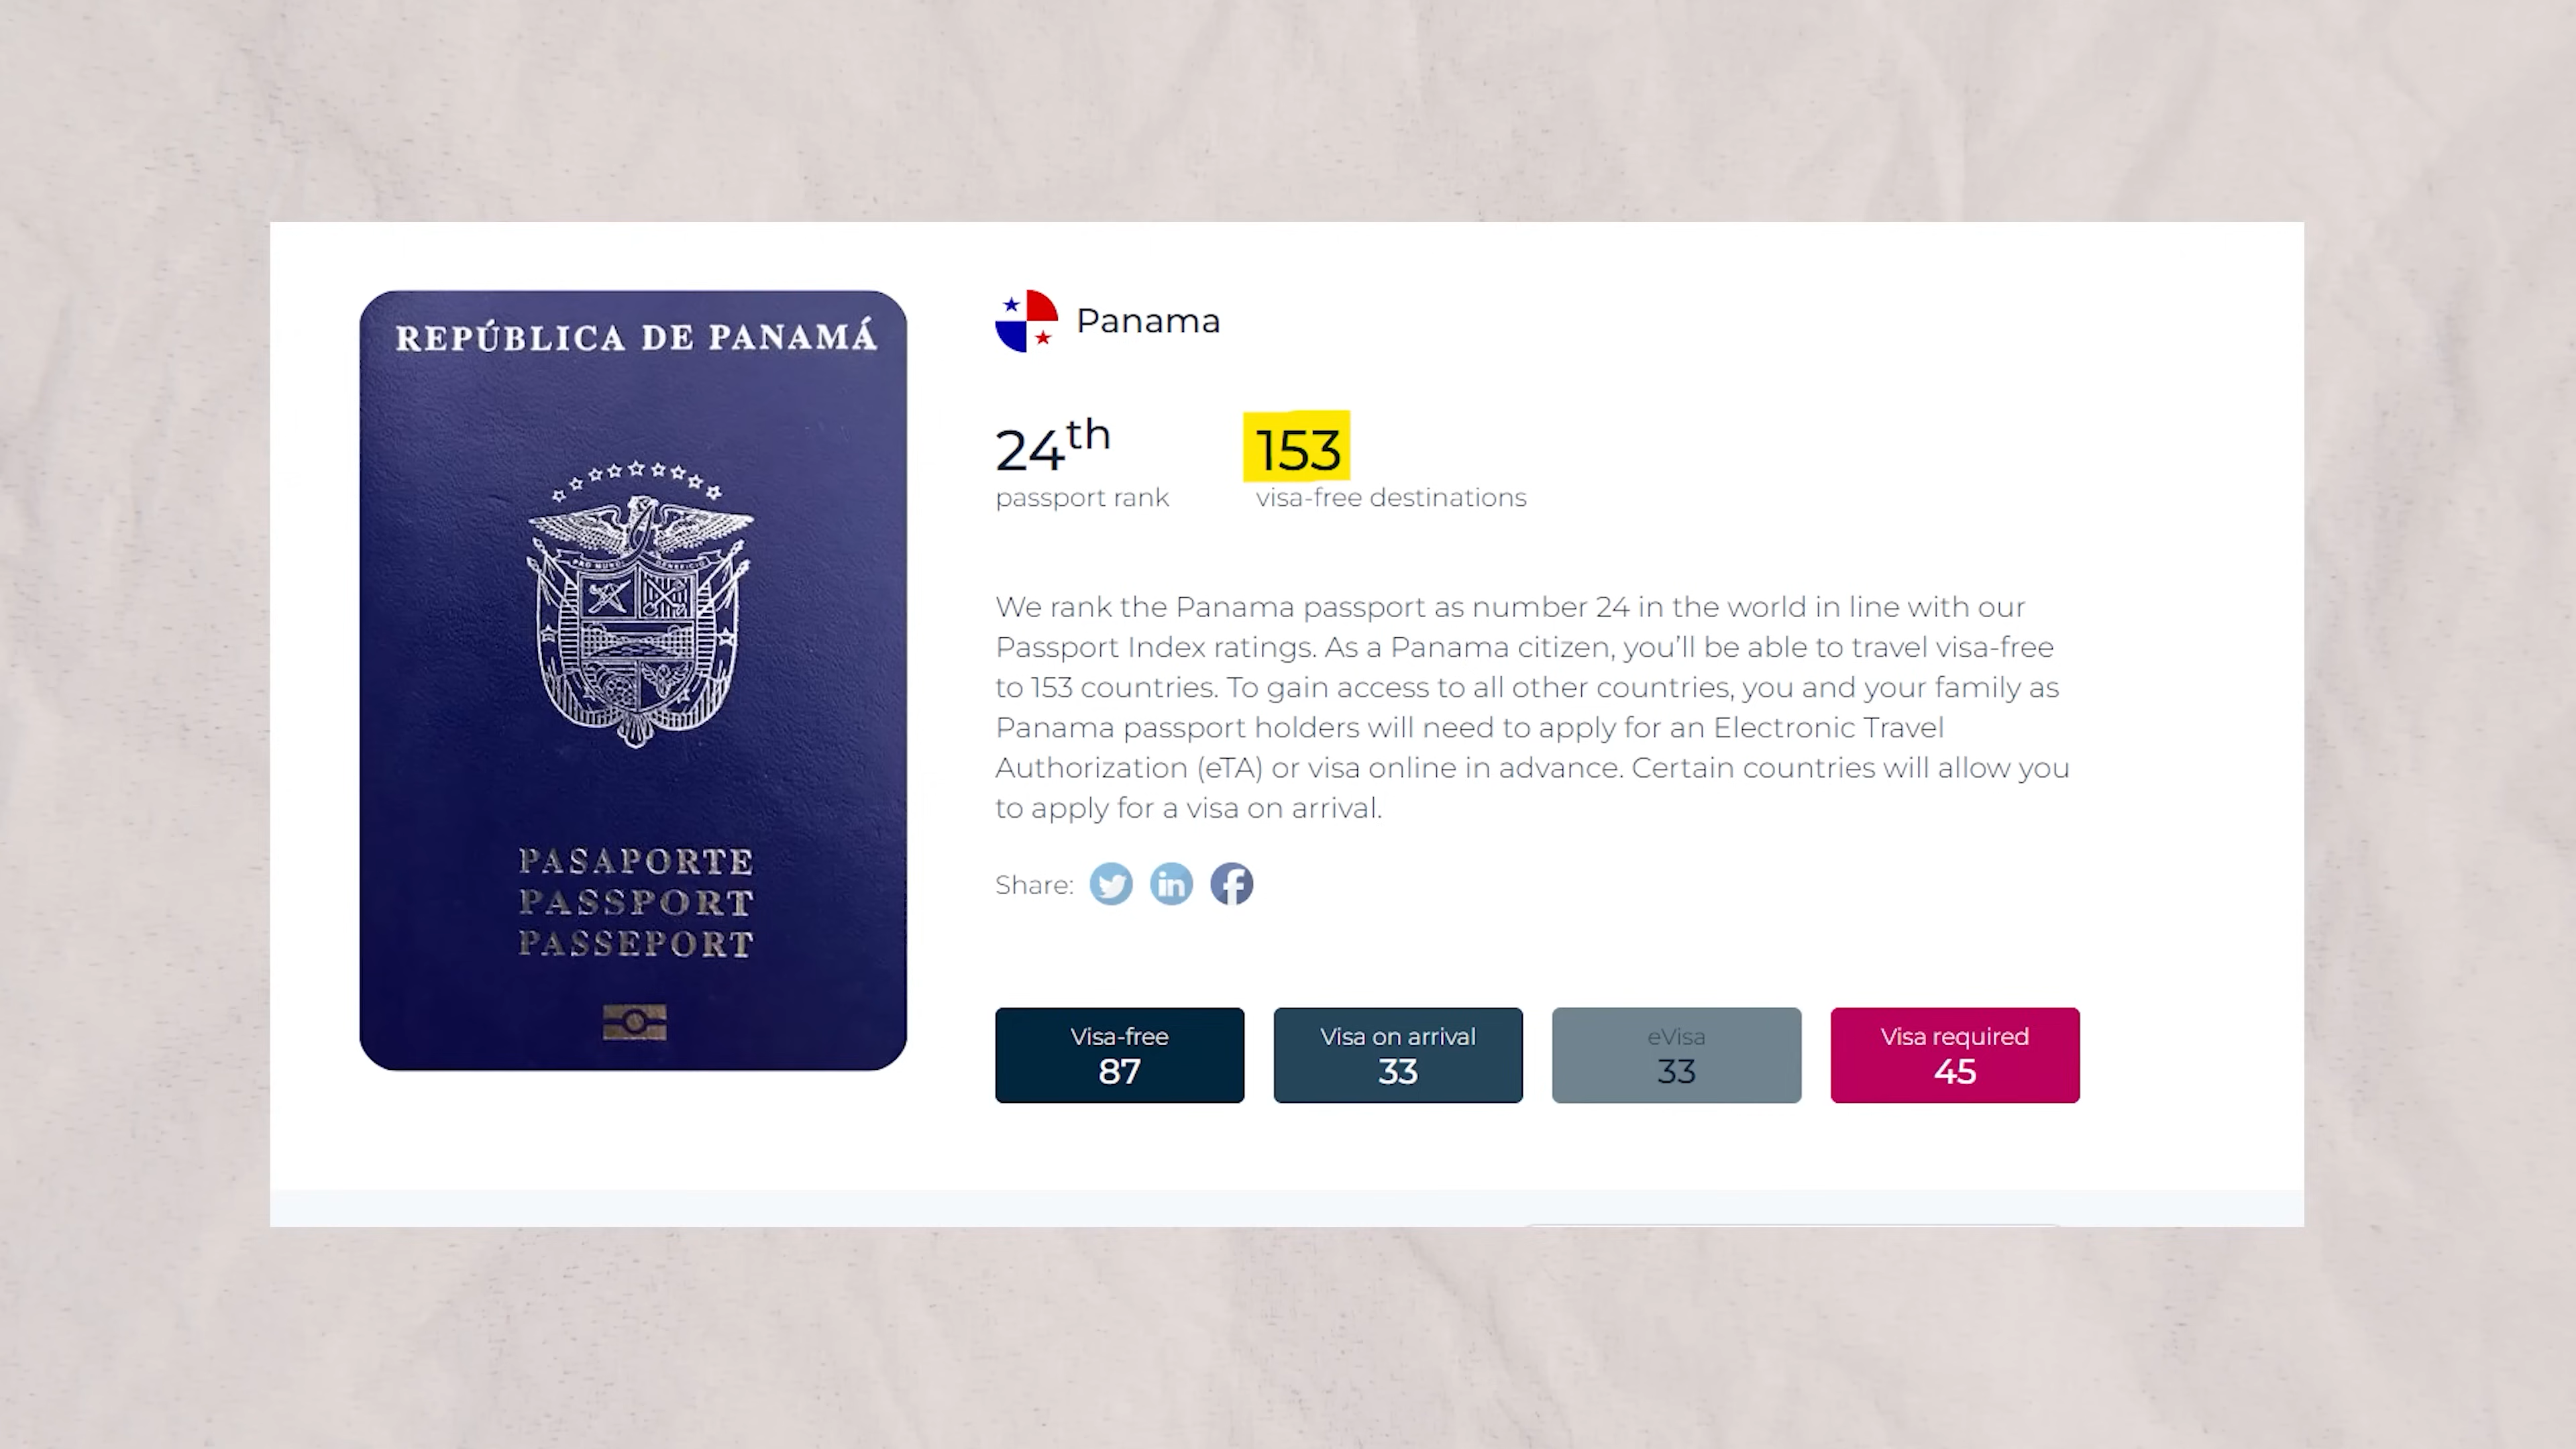 REPÚBLICA DE PANAMÁ
PRO MUNDI BENEFICIO
PASAPORTE
PASSPORT
PASSEPORT
Panama
24th
passport rank
153
visa-free destinations
We rank the Panama passport as number 24 in the world in line with our
Passport Index ratings. As a Panama citizen, you'll be able to travel visa-free
to 153 countries. To gain access to all other countries, you and your family as
Panama passport holders will need to apply for an Electronic Travel
Authorization (eTA) or visa online in advance. Certain countries will allow you
to apply for a visa on arrival.
Share:
Visa-free
87
Visa on arrival
33
eVisa
33
Visa required
45